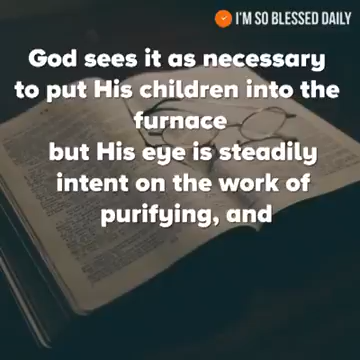 I'M SO BLESSED DAILY
God sees it as necessary
to put His children into the
furnace
but His eye is steadily
intent on the work of
purifying, and